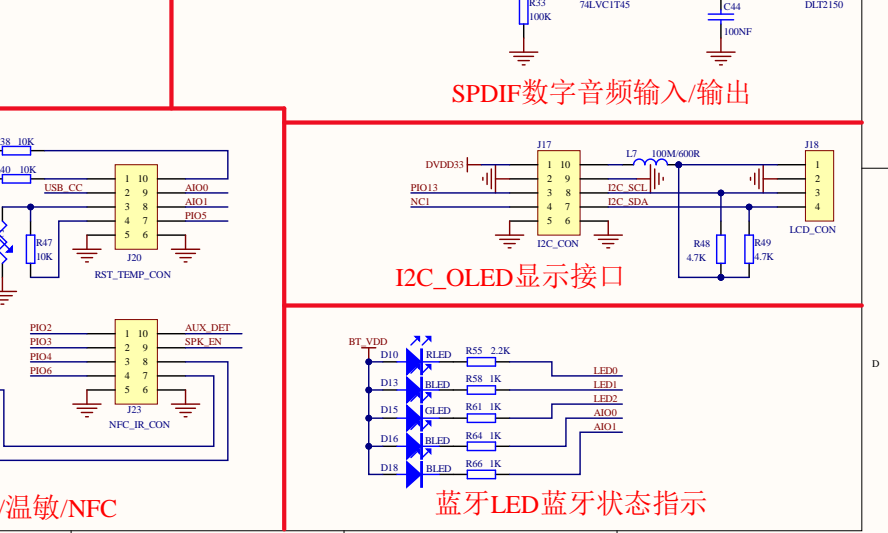 R33
100K
74LVC1T45
C44
100NF
DLT2150
SPDIF数字音频输入/输出
38 10K
40 10K
USB_CC
1 10
2 9
3 8
4 7
5 6
AIO0
AIO1
PIO5
R47
10K
J20
RST_TEMP_CON
J17
DVDD33
PIO13
NC1
1 10
2 9
3 8
4 7
5 6
I2C_CON
L7 100M/600R
I2C_SCL
I2C_SDA
J18
1
2
3
4
LCD_CON
R48
4.7K
R49
4.7K
I2C_OLED显示接口
PIO2
PIO3
PIO4
PIO6
1 10
2 9
3 8
4 7
5 6
AUX_DET
SPK_EN
J23
NFC_IR_CON
/温敏/NFC
BT_VDD
D10 RLED R55 2.2K
D13 BLED R58 1K
D15 GLED R61 1K
D16 BLED R64 1K
D18 BLED R66 1K
LED0
LED1
LED2
AIO0
AIO1
蓝牙LED蓝牙状态指示
D